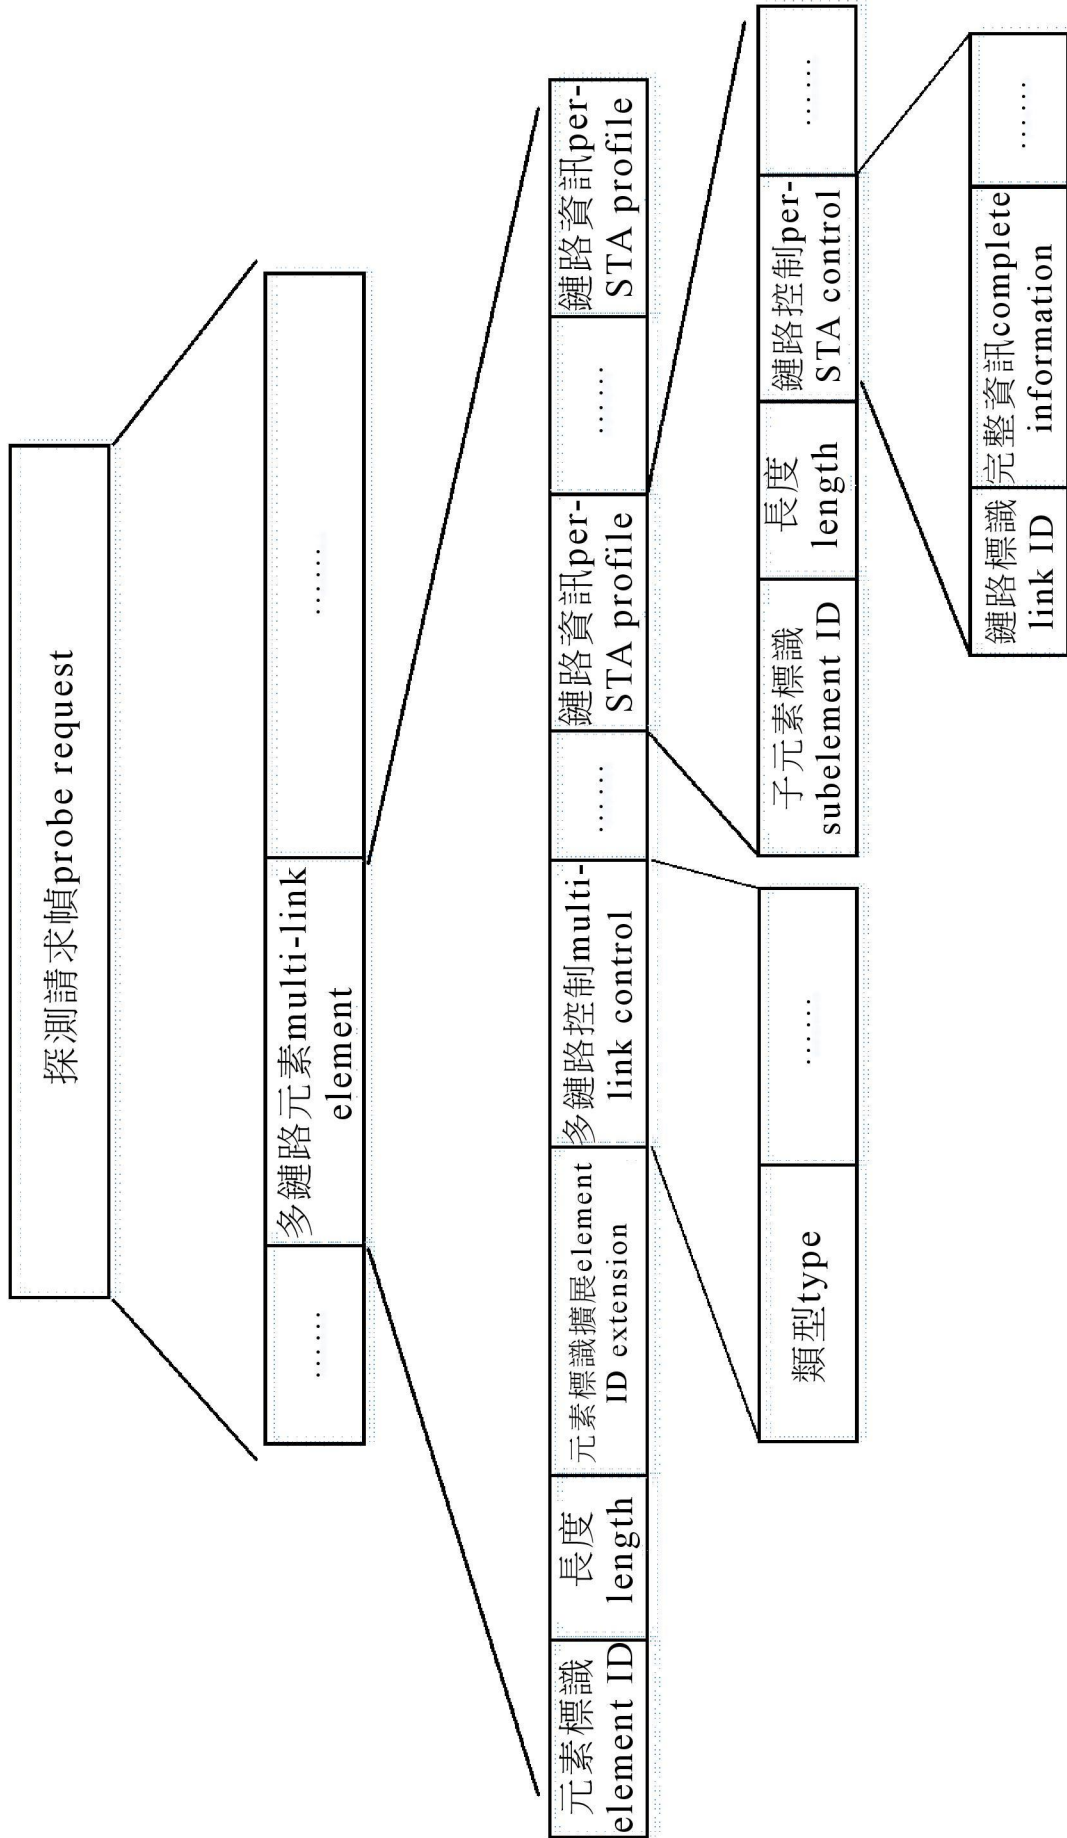 探測請求幀probe request
……
多鏈路元素multi-link
element
……
元素標識
element ID
長度
length
元素標識擴展element
ID extension
多鏈路控制multi-
link control
……
鏈路資訊per-
STA profile
……
鏈路資訊per-
STA profile
類型type
……
子元素標識
subelement ID
長度
length
鏈路控制per-
STA control
……
鏈路標識
link ID
完整資訊complete
information
……